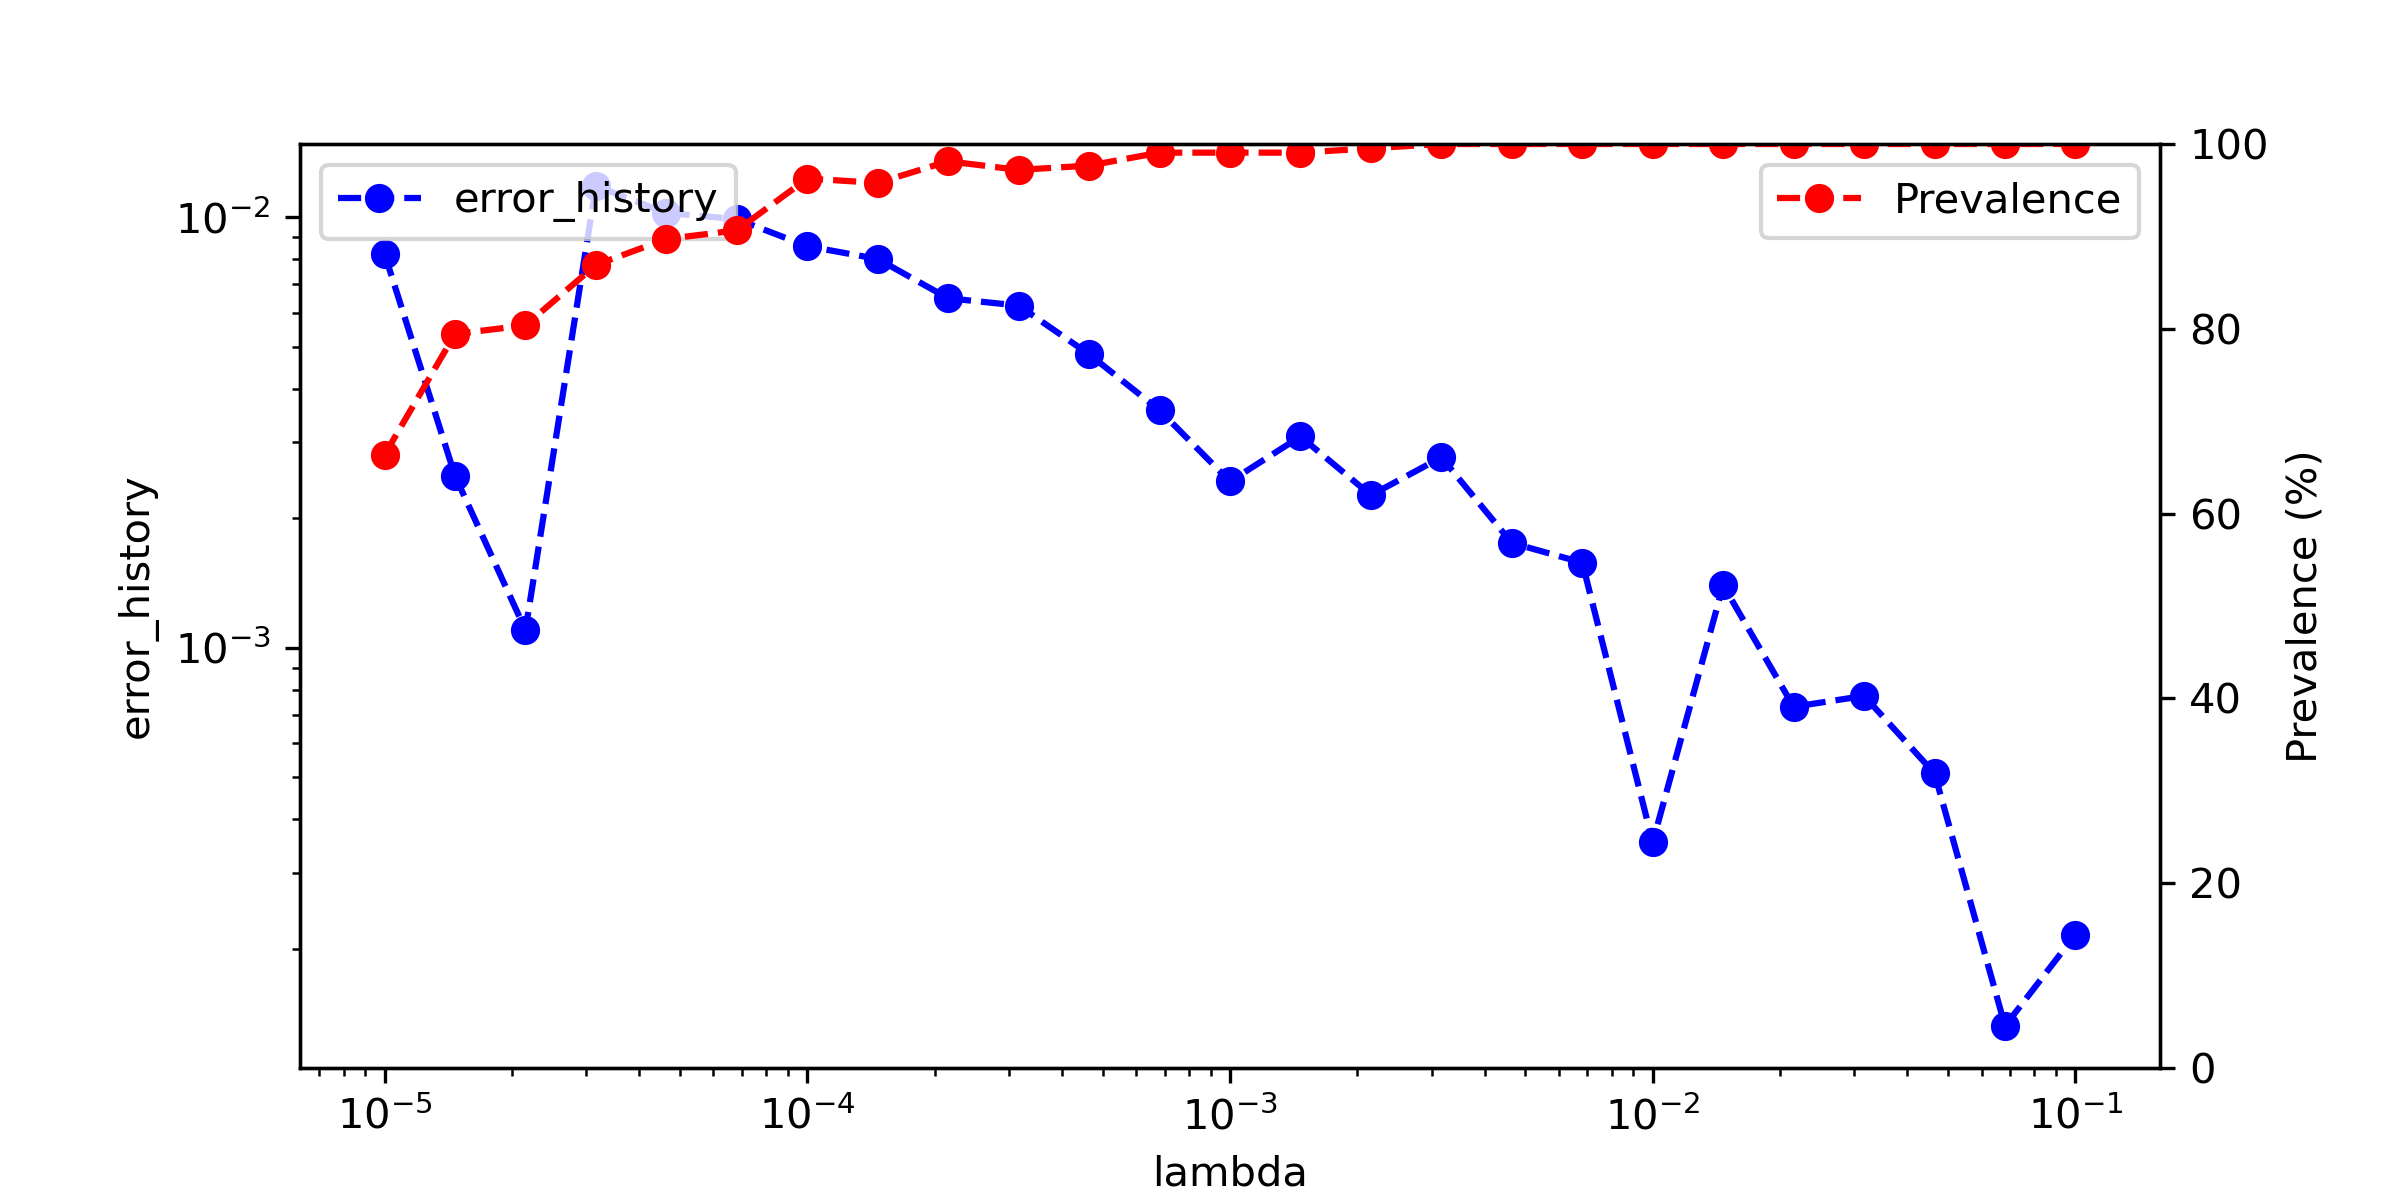 error_history
Prevalence
10⁻²
10⁻³
error_history
100
80
60
40
20
0
Prevalence (%)
10⁻⁵
10⁻⁴
10⁻³
10⁻²
10⁻¹
lambda